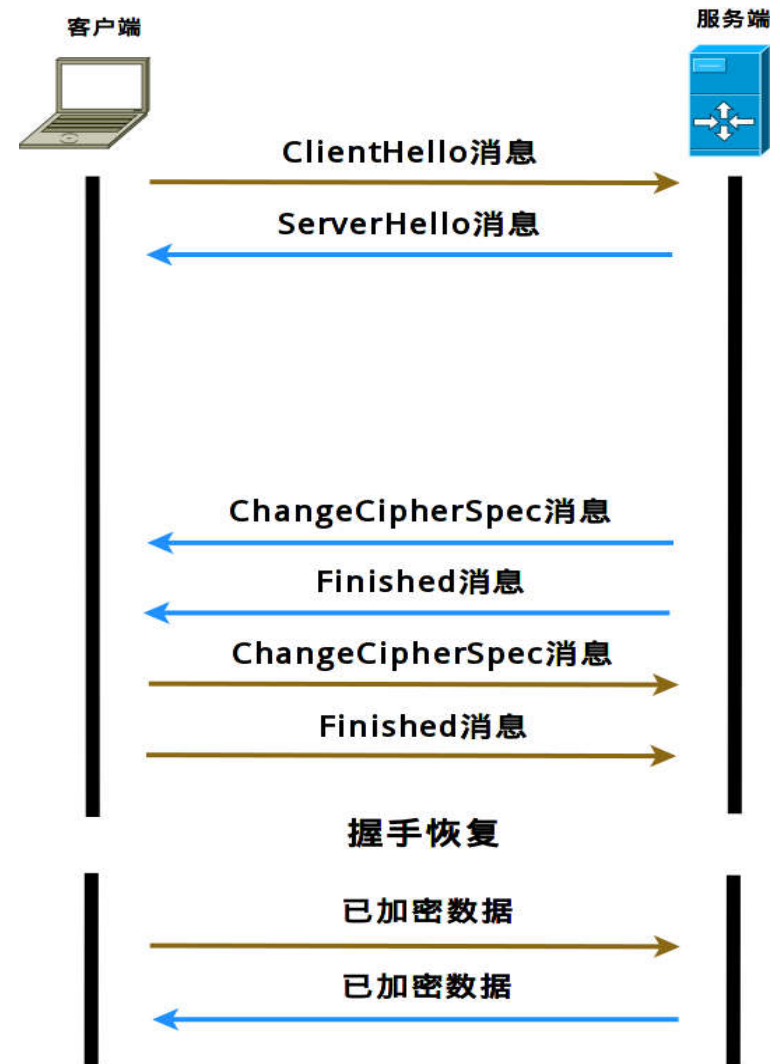 客户端
服务端
ClientHello消息
ServerHello消息
ChangeCipherSpec消息
Finished消息
ChangeCipherSpec消息
Finished消息
握手恢复
已加密数据
已加密数据